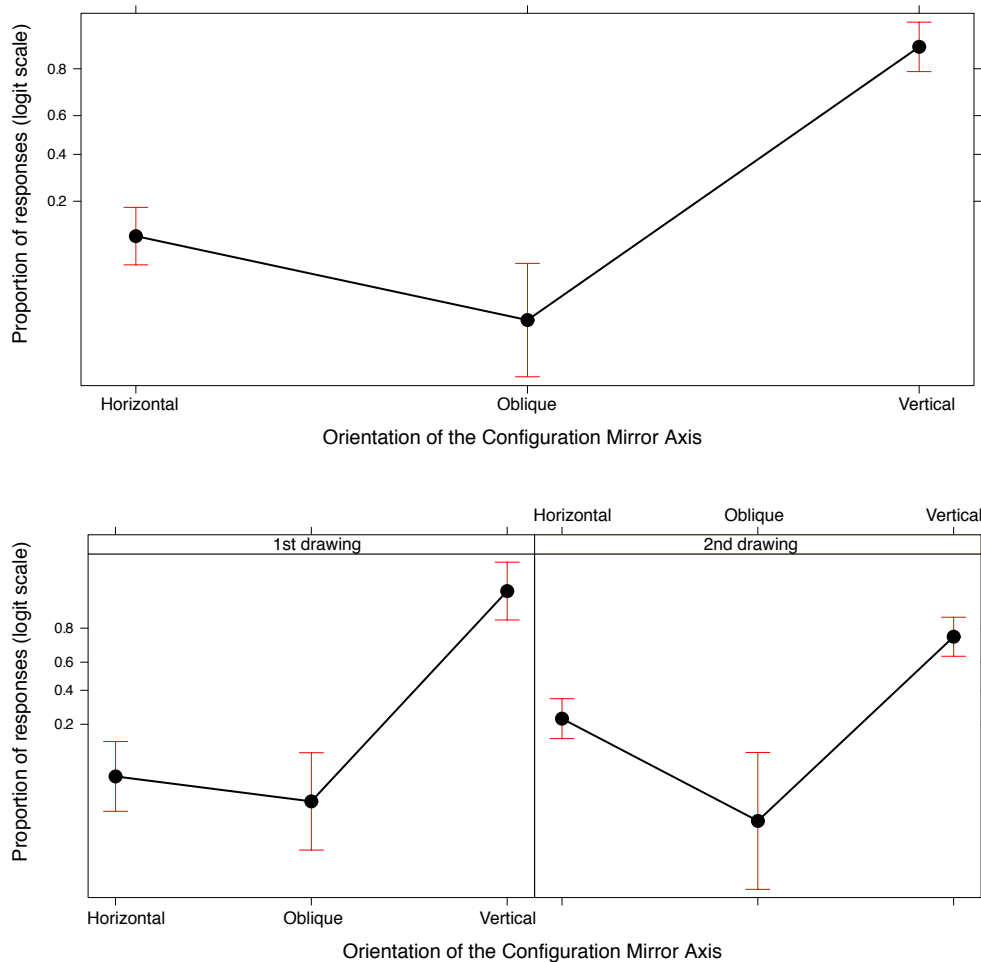 Proportion of responses (logit scale)
0.8
0.6
0.4
0.2
Horizontal Oblique Vertical
Orientation of the Configuration Mirror Axis
Horizontal Oblique Vertical
1st drawing 2nd drawing
Proportion of responses (logit scale)
0.8
0.6
0.4
0.2
Horizontal Oblique Vertical
Orientation of the Configuration Mirror Axis